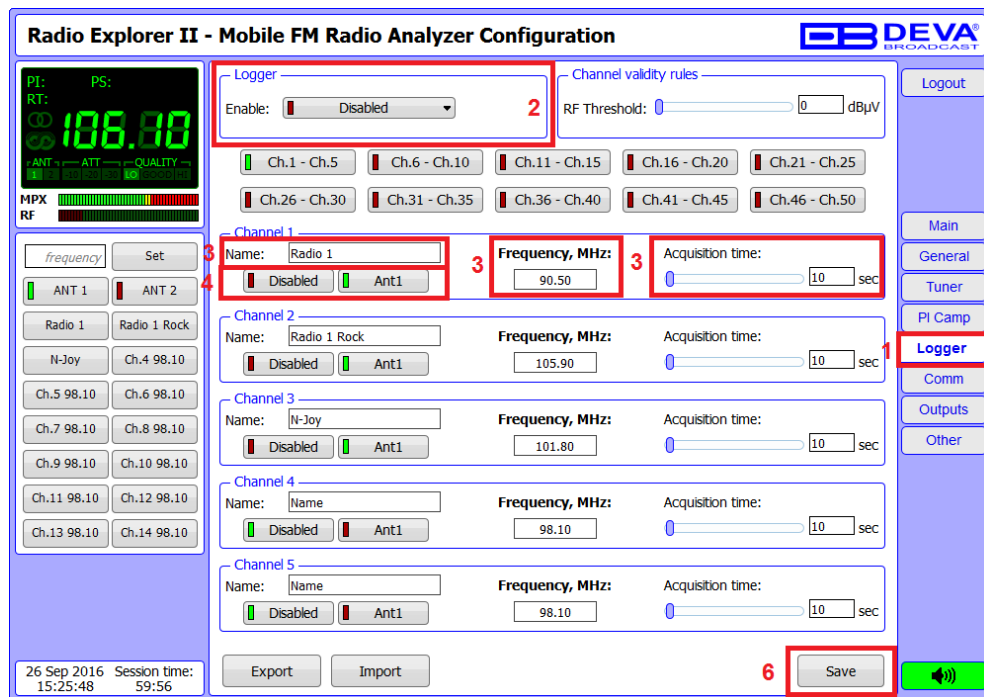 Radio Explorer II - Mobile FM Radio Analyzer Configuration
DEVA
BROADCAST
PI: PS:
RT:
106.10
ANT ATT QUALITY
1 2 -10 -20 -30 LO GOOD HI
MPX
RF
frequency Set
ANT 1 ANT 2
Radio 1 Radio 1 Rock
N-Joy Ch.4 98.10
Ch.5 98.10 Ch.6 98.10
Ch.7 98.10 Ch.8 98.10
Ch.9 98.10 Ch.10 98.10
Ch.11 98.10 Ch.12 98.10
Ch.13 98.10 Ch.14 98.10
26 Sep 2016 Session time:
15:25:48 59:56
Logger
Enable: Disabled 2
Channel validity rules
RF Threshold: 0 dBµV
Ch.1 - Ch.5 Ch.6 - Ch.10 Ch.11 - Ch.15 Ch.16 - Ch.20 Ch.21 - Ch.25
Ch.26 - Ch.30 Ch.31 - Ch.35 Ch.36 - Ch.40 Ch.41 - Ch.45 Ch.46 - Ch.50
Channel 1
3 Name: Radio 1 3 Frequency, MHz: 3 Acquisition time:
4 Disabled Ant1 90.50 10 sec
Channel 2
Name: Radio 1 Rock Frequency, MHz: Acquisition time:
Disabled Ant1 105.90 10 sec
Channel 3
Name: N-Joy Frequency, MHz: Acquisition time:
Disabled Ant1 101.80 10 sec
Channel 4
Name: Name Frequency, MHz: Acquisition time:
Disabled Ant1 98.10 10 sec
Channel 5
Name: Name Frequency, MHz: Acquisition time:
Disabled Ant1 98.10 10 sec
Export Import 6 Save
Logout
Main
General
Tuner
PI Camp
1 Logger
Comm
Outputs
Other